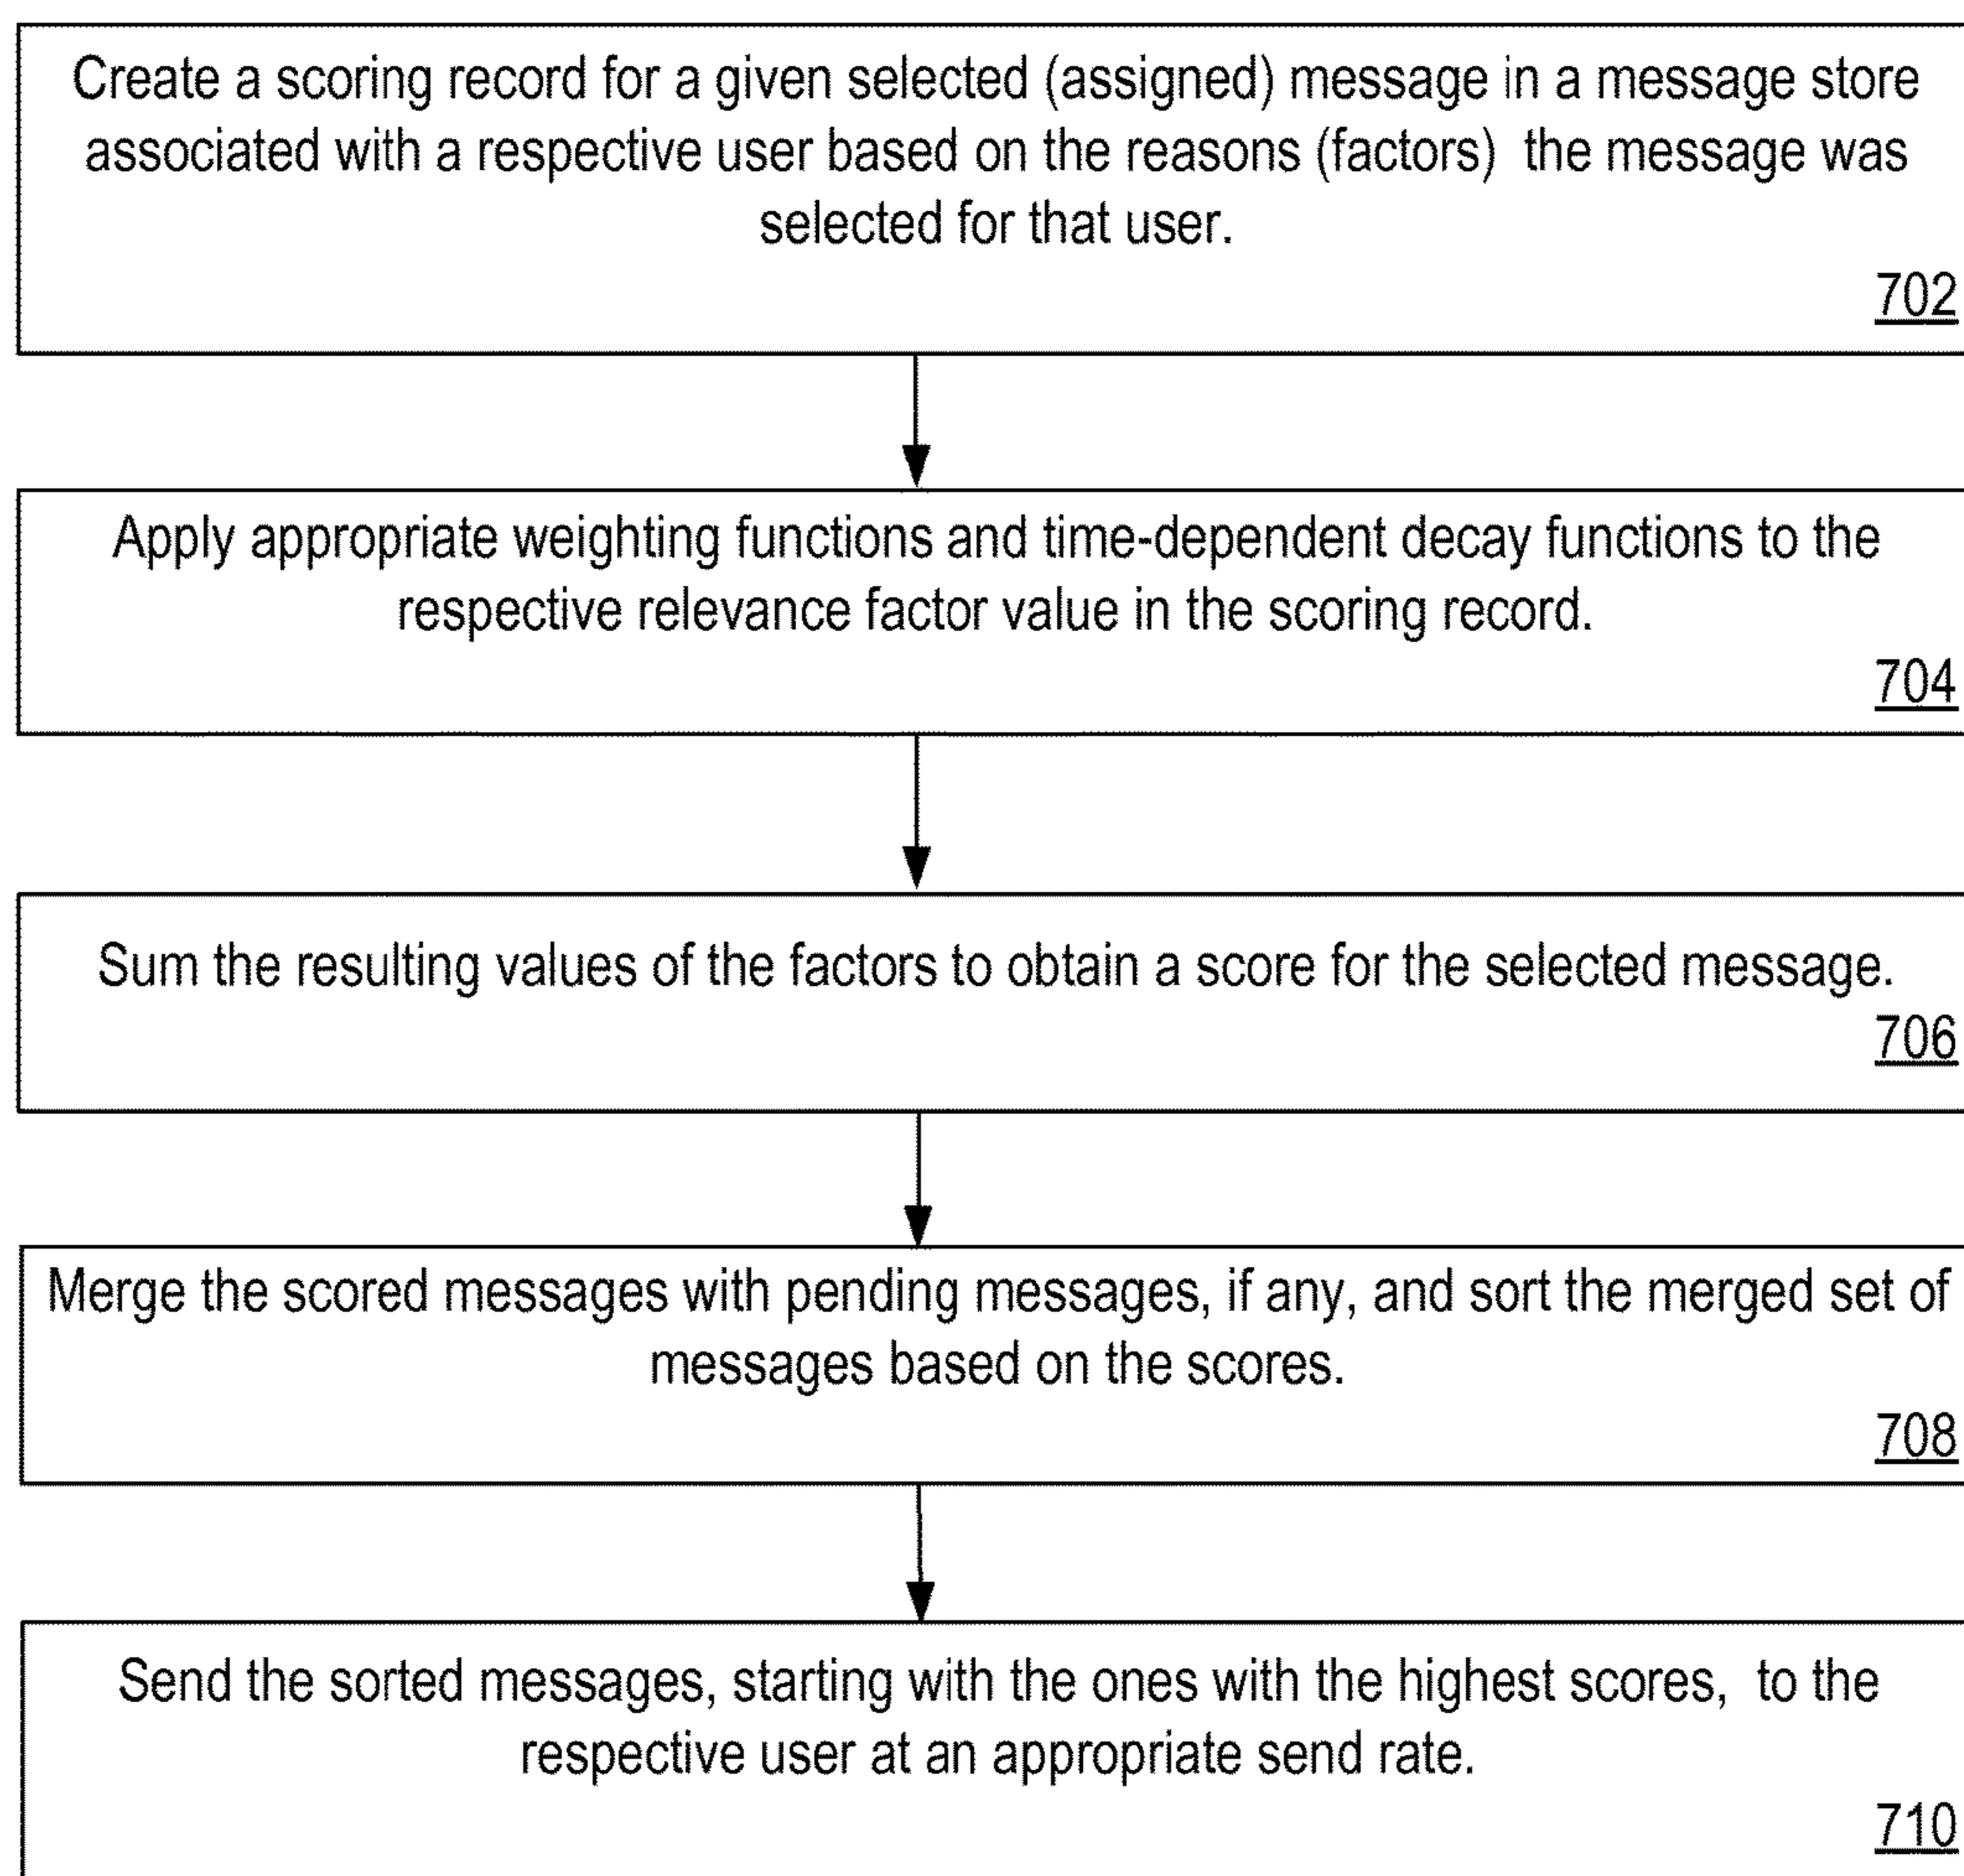 Create a scoring record for a given selected (assigned) message in a message store
associated with a respective user based on the reasons (factors) the message was
selected for that user.
702
Apply appropriate weighting functions and time-dependent decay functions to the
respective relevance factor value in the scoring record.
704
Sum the resulting values of the factors to obtain a score for the selected message.
706
Merge the scored messages with pending messages, if any, and sort the merged set of
messages based on the scores.
708
Send the sorted messages, starting with the ones with the highest scores, to the
respective user at an appropriate send rate.
710